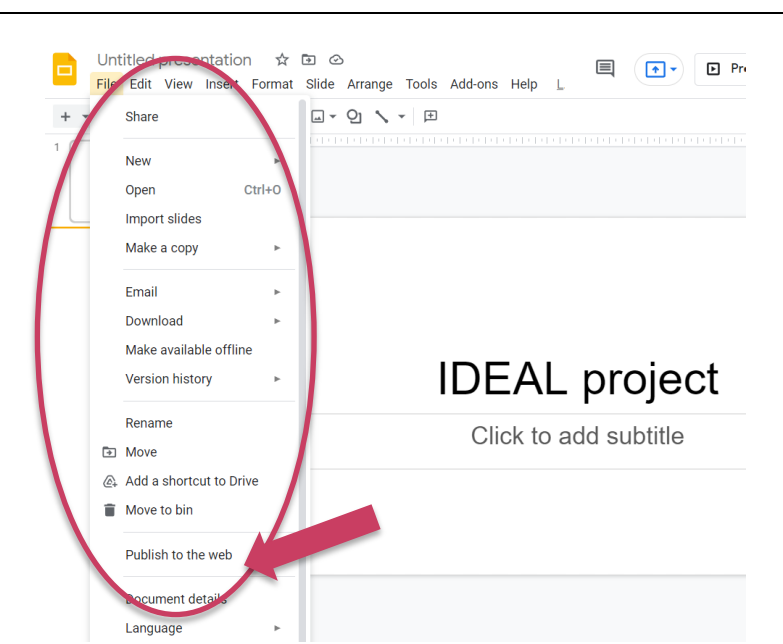 Untitled presentation
File Edit View Insert Format Slide Arrange Tools Add-ons Help L
Share
1
New
Open Ctrl+O
Import slides
Make a copy
Email
Download
Make available offline
Version history
IDEAL project
Click to add subtitle
Rename
Move
Add a shortcut to Drive
Move to bin
Publish to the web
Document details
Language